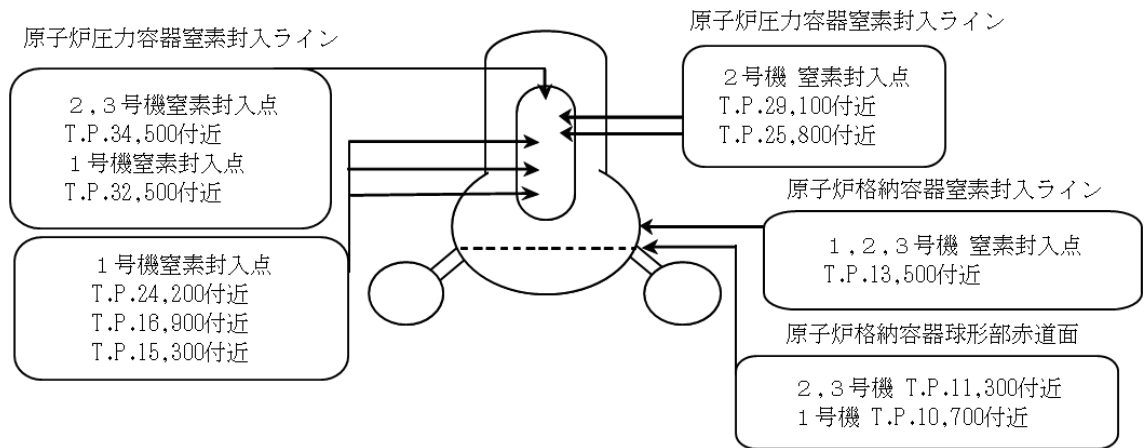 原子炉圧力容器窒素封入ライン
２,３号機窒素封入点
T.P.34,500付近
１号機窒素封入点
T.P.32,500付近
１号機窒素封入点
T.P.24,200付近
T.P.16,900付近
T.P.15,300付近
原子炉圧力容器窒素封入ライン
２号機 窒素封入点
T.P.29,100付近
T.P.25,800付近
原子炉格納容器窒素封入ライン
１,２,３号機 窒素封入点
T.P.13,500付近
原子炉格納容器球形部赤道面
２,３号機 T.P.11,300付近
１号機 T.P.10,700付近